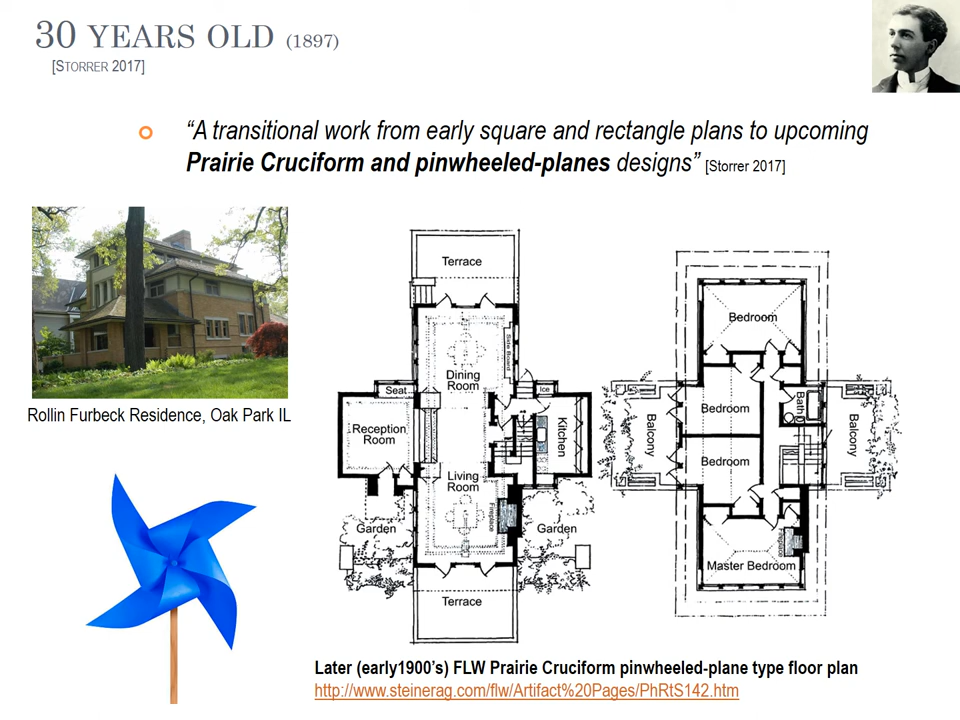 30 YEARS OLD (1897)
[STORRER 2017]
“A transitional work from early square and rectangle plans to upcoming
Prairie Cruciform and pinwheeled-planes designs” [Storrer 2017]
Rollin Furbeck Residence, Oak Park IL
Terrace
Side Board
Dining
Room
Seat
Ice
Reception
Room
Kitchen
Living
Room
Fireplace
Garden
Garden
Terrace
Bedroom
Balcony
Bedroom
Bath
Balcony
Bedroom
Master Bedroom
Later (early1900’s) FLW Prairie Cruciform pinwheeled-plane type floor plan
http://www.steinerag.com/flw/Artifact%20Pages/PhRtS142.htm